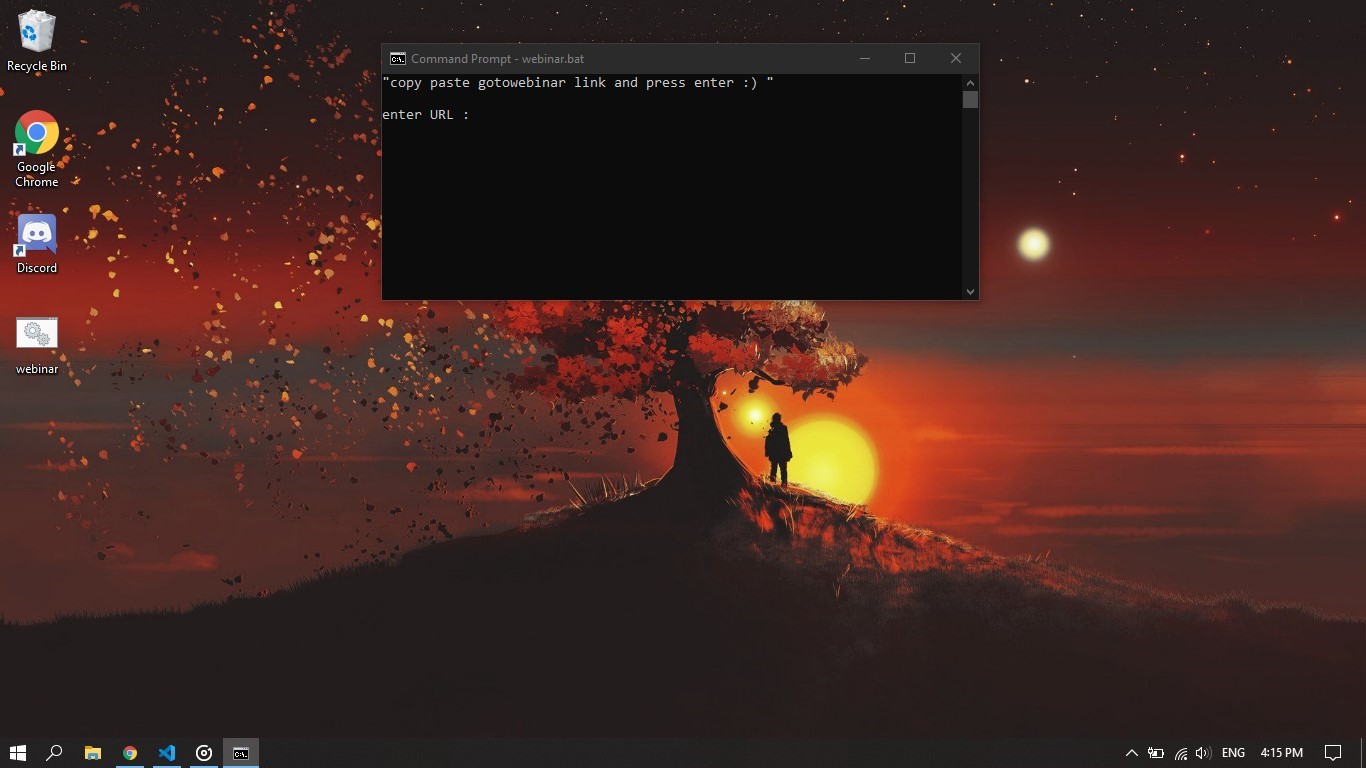 Recycle Bin
Google
Chrome
Discord
webinar
C:\.
Command Prompt - webinar.bat
"copy paste gotowebinar link and press enter :) "
enter URL :
C:\.
ENG
4:15 PM